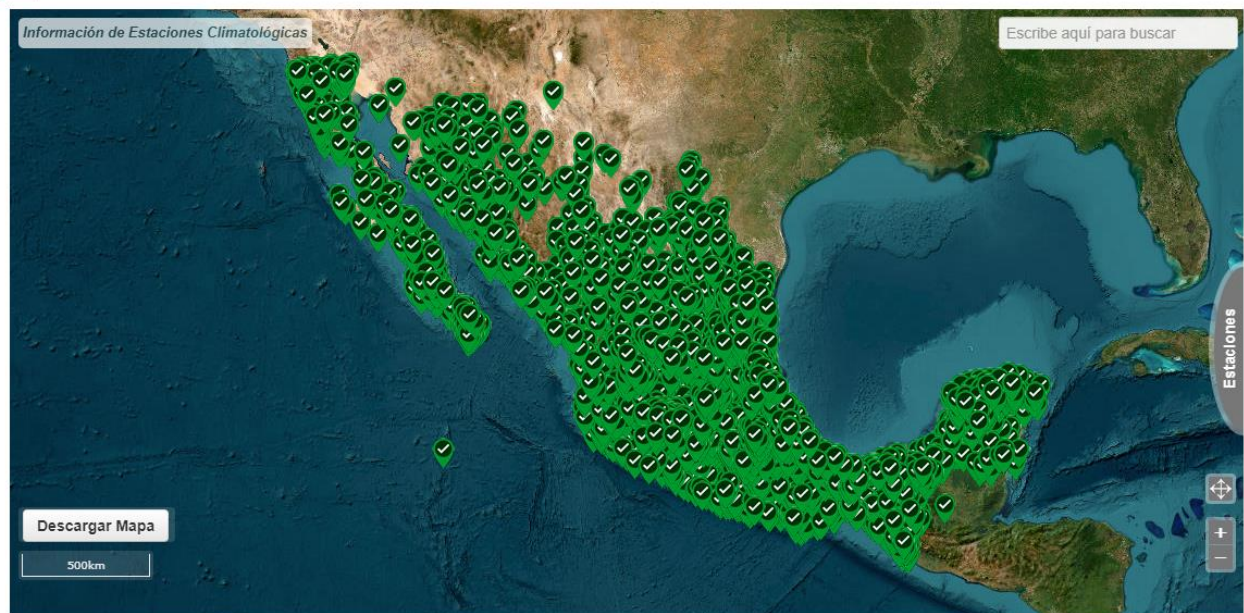 Información de Estaciones Climatológicas
Escribe aquí para buscar
Estaciones
Descargar Mapa
500km
+
−